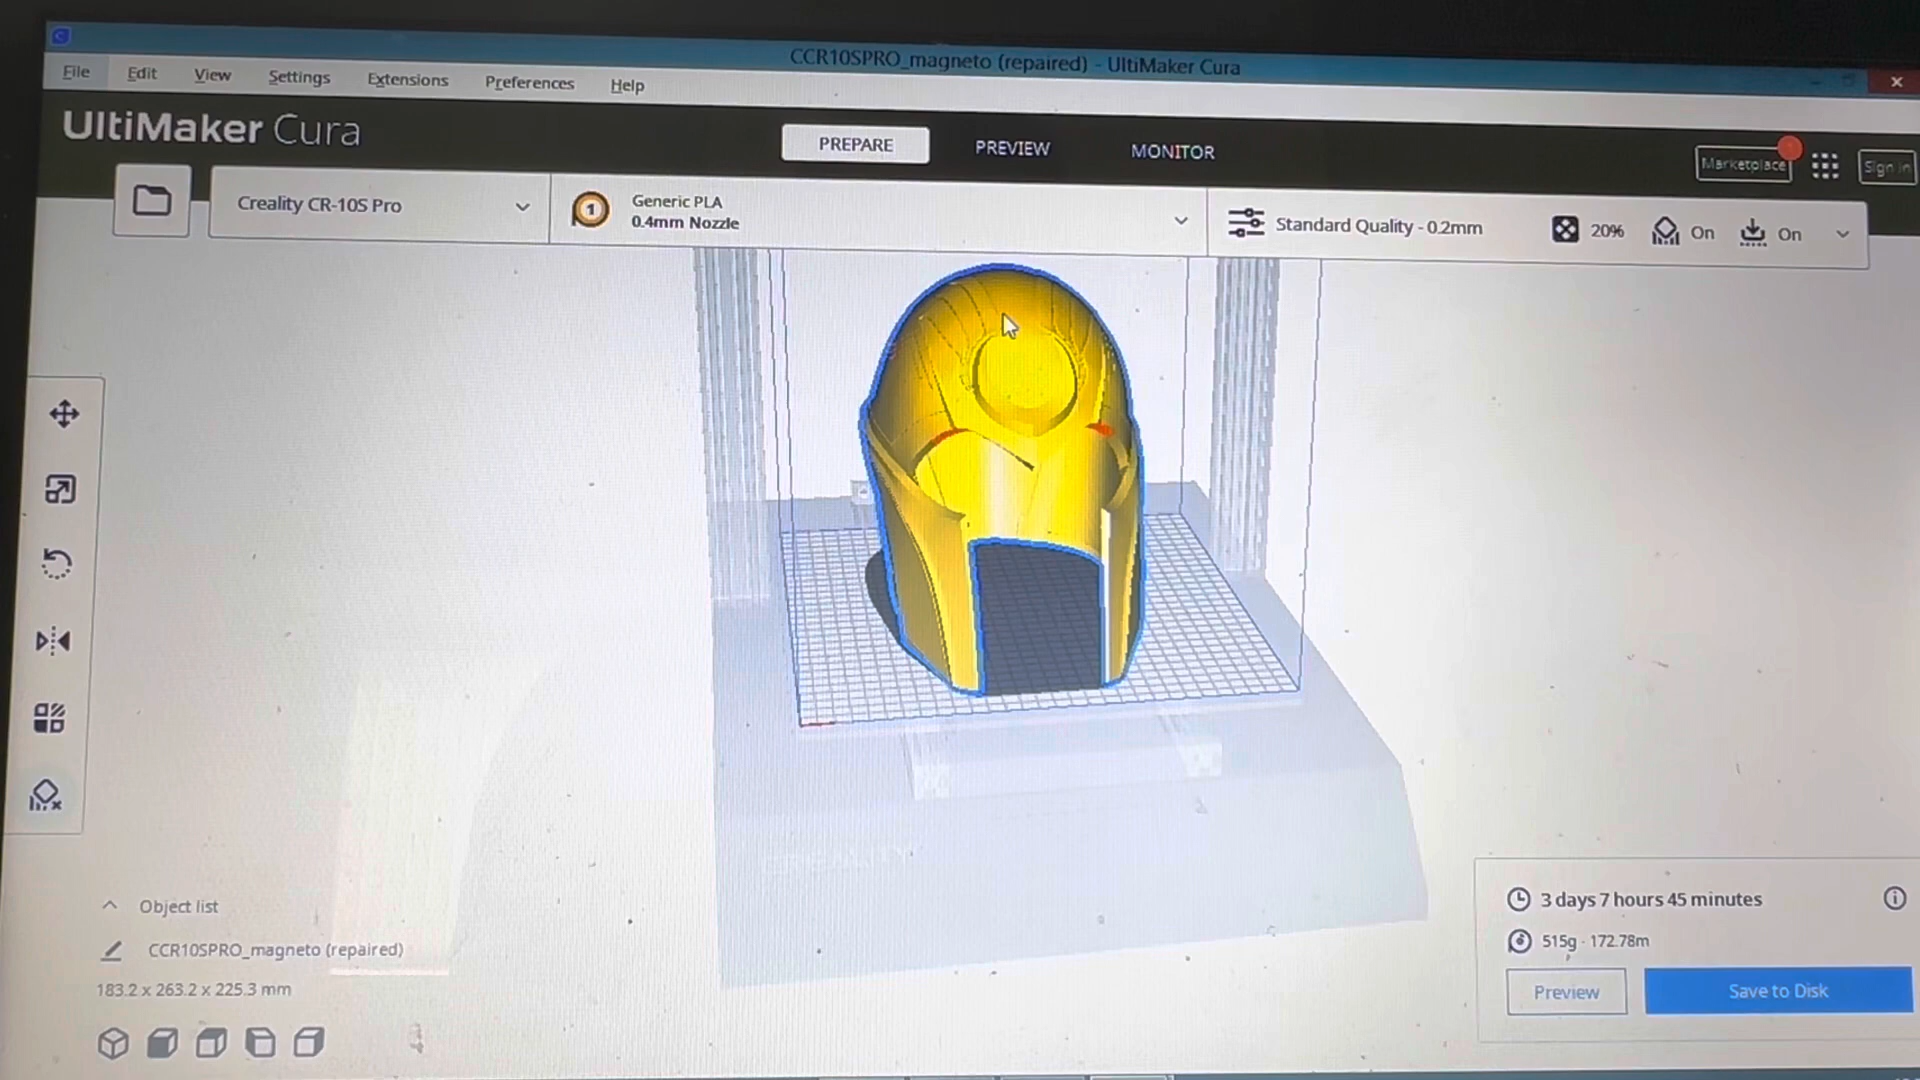 CCR10SPRO_magneto (repaired) - UltiMaker Cura
File Edit View Settings Extensions Preferences Help
UltiMaker Cura
PREPARE PREVIEW MONITOR
Marketplace Sign in
Creality CR-10S Pro
1
Generic PLA
0.4mm Nozzle
Standard Quality - 0.2mm
20% On On
CREALITY
Object list
CCR10SPRO_magneto (repaired)
183.2 x 263.2 x 225.3 mm
3 days 7 hours 45 minutes
515g · 172.78m
Preview Save to Disk